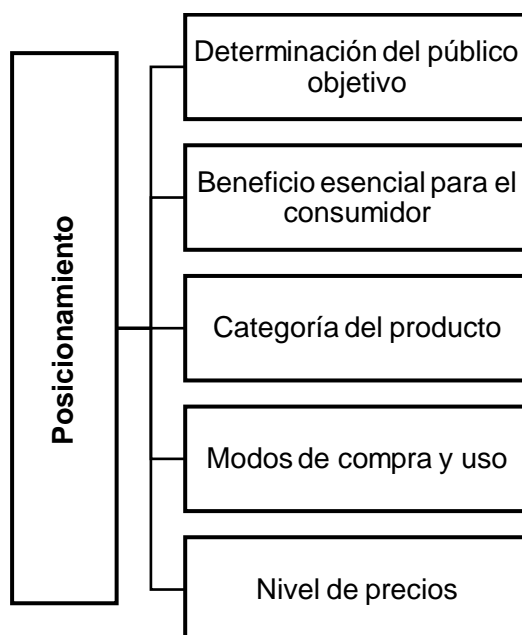 Posicionamiento
Determinación del público
objetivo
Beneficio esencial para el
consumidor
Categoría del producto
Modos de compra y uso
Nivel de precios